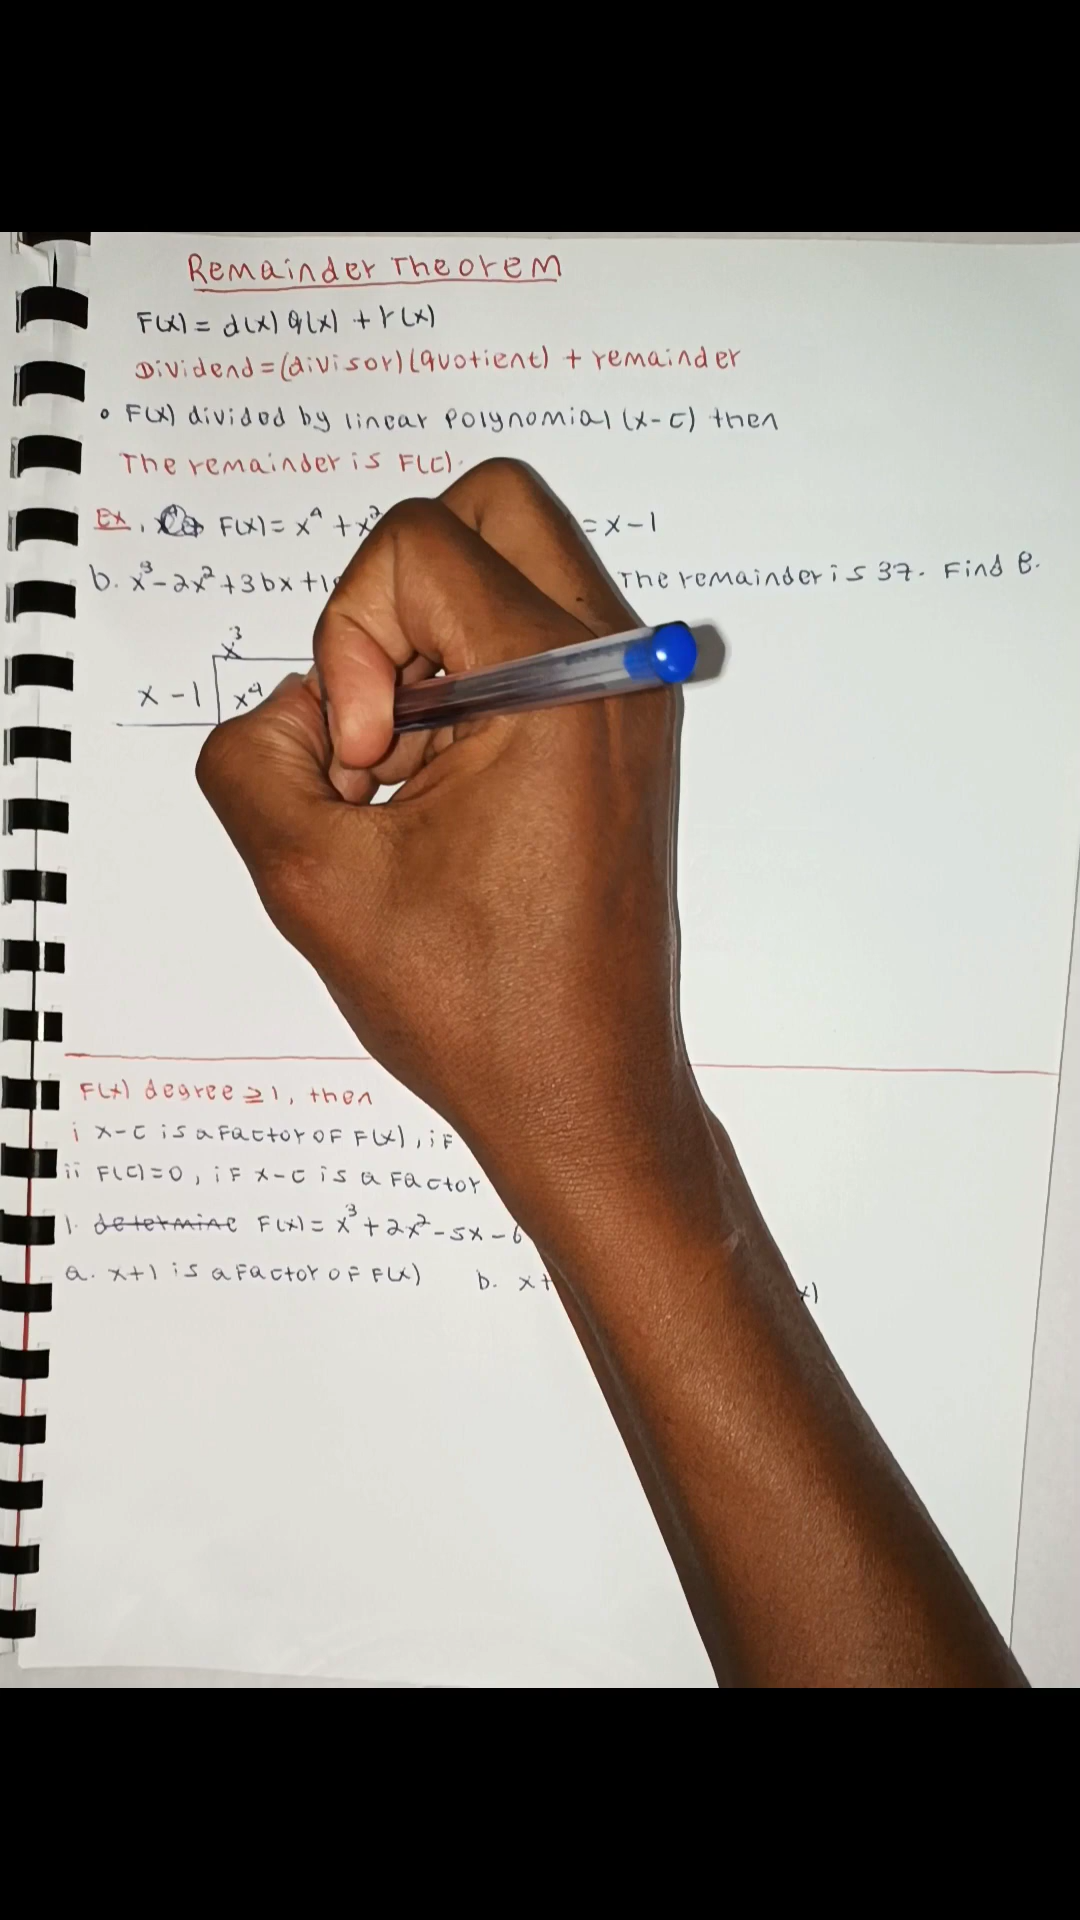 Remainder Theorem
F(x) = d(x) q(x) + r(x)
Dividend = (divisor) (quotient) + remainder
• F(x) divided by linear polynomial (x-c) then
The remainder is F(c).
Ex. F(x) = x⁴ + x² = x-1
b. x³-2x²+3bx+1 The remainder is 37. Find B.
x³
x-1 x⁴
F(x) degree ≥ 1, then
i x-c is a factor of F(x), if
ii F(c)=0, if x-c is a factor
1. determine F(x) = x³+2x²-5x-6
a. x+1 is a factor of F(x) b. x+ x)